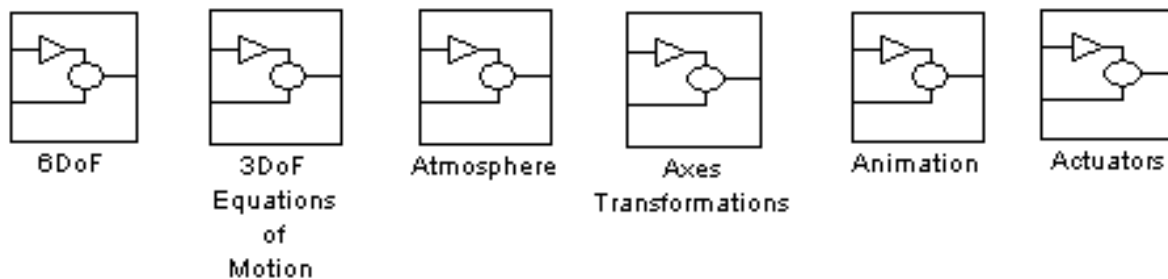 6DoF
3DoF
Equations
of
Motion
Atmosphere
Axes
Transformations
Animation
Actuators